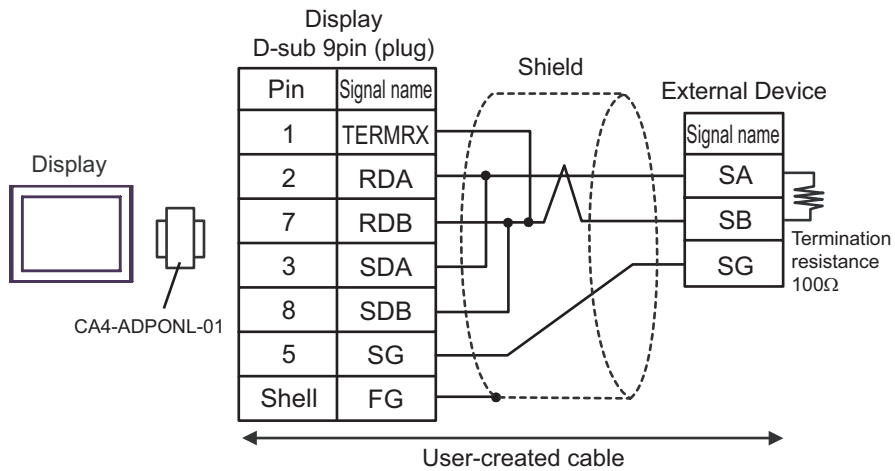 Display
D-sub 9pin (plug)
Shield
External Device
Pin Signal name
1 TERMRX
2 RDA
7 RDB
3 SDA
8 SDB
5 SG
Shell FG
Signal name
SA
SB
SG
Termination
resistance
100Ω
Display
CA4-ADPONL-01
User-created cable